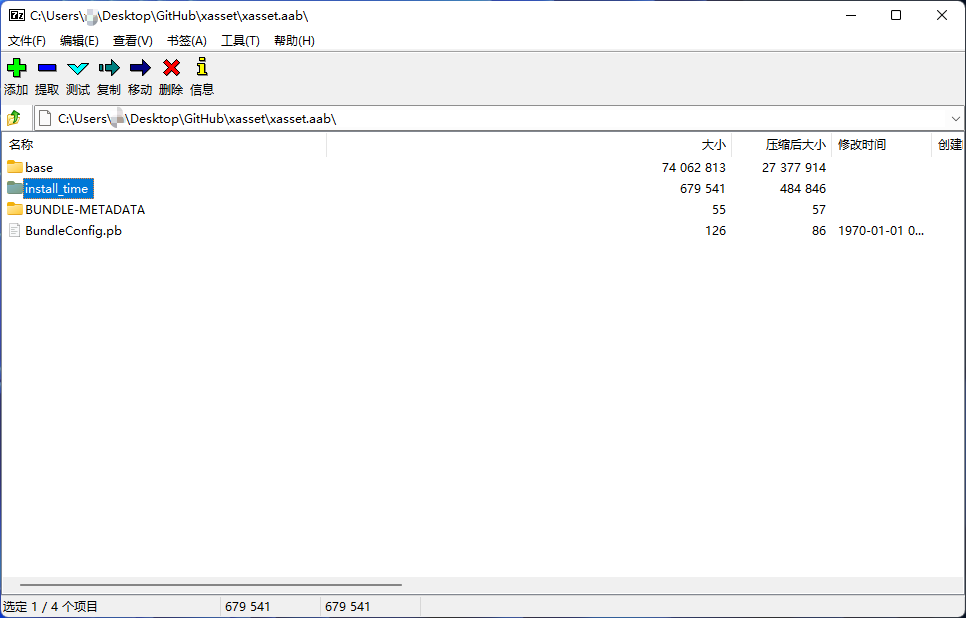 C:\Users\ \Desktop\GitHub\xasset\xasset.aab\
文件(F) 编辑(E) 查看(V) 书签(A) 工具(T) 帮助(H)
添加 提取 测试 复制 移动 删除 信息
C:\Users\ \Desktop\GitHub\xasset\xasset.aab\
名称 大小 压缩后大小 修改时间 创建
base 74 062 813 27 377 914
install_time 679 541 484 846
BUNDLE-METADATA 55 57
BundleConfig.pb 126 86 1970-01-01 0...
选定 1 / 4 个项目 679 541 679 541